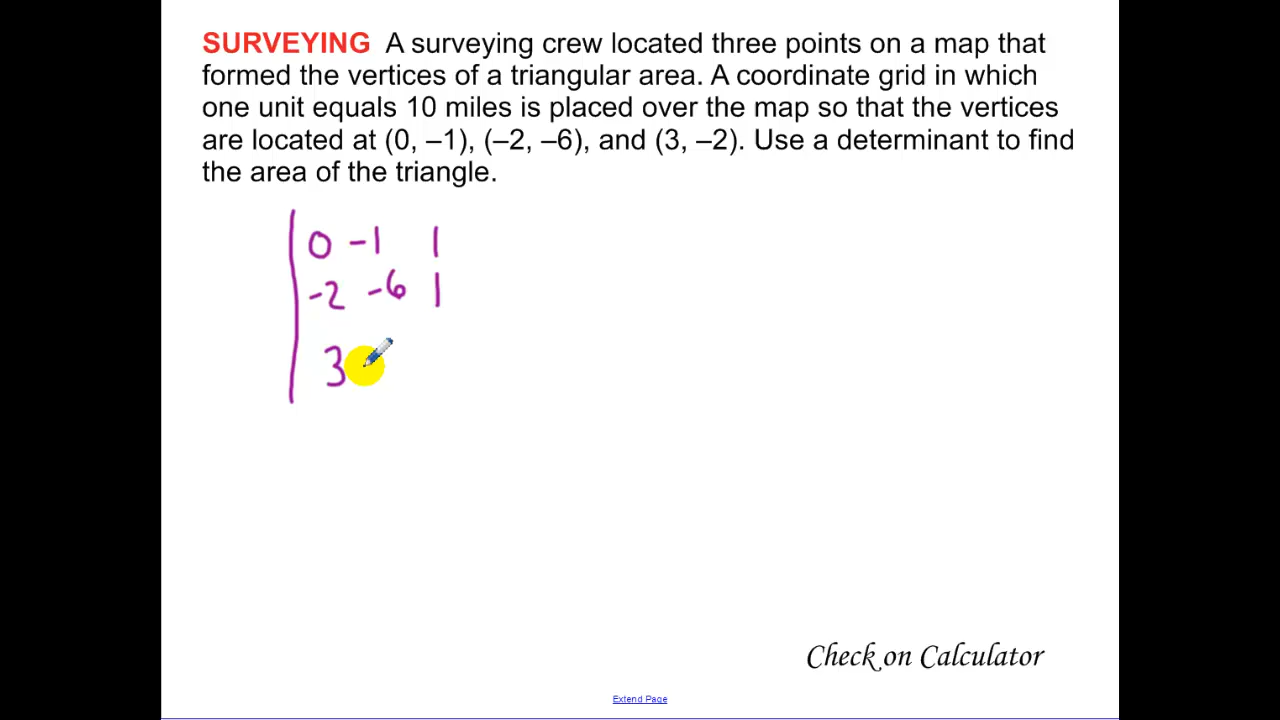 SURVEYING A surveying crew located three points on a map that
formed the vertices of a triangular area. A coordinate grid in which
one unit equals 10 miles is placed over the map so that the vertices
are located at (0, –1), (–2, –6), and (3, –2). Use a determinant to find
the area of the triangle.
0 -1 1
-2 -6 1
3
Check on Calculator
Extend Page